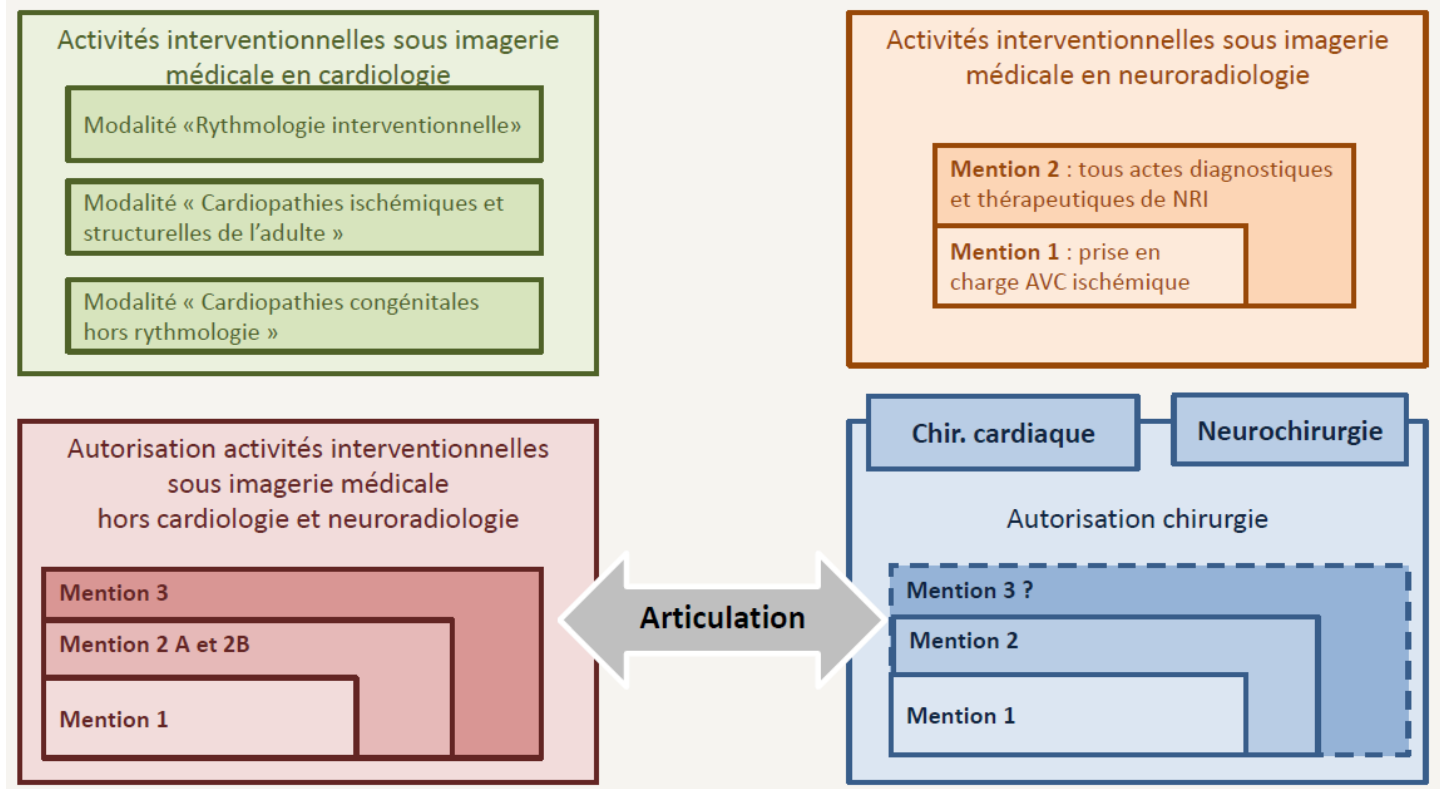 Activités interventionnelles sous imagerie
médicale en cardiologie
Modalité «Rythmologie interventionnelle»
Modalité « Cardiopathies ischémiques et
structurelles de l’adulte »
Modalité « Cardiopathies congénitales
hors rythmologie »
Activités interventionnelles sous imagerie
médicale en neuroradiologie
Mention 2 : tous actes diagnostiques
et thérapeutiques de NRI
Mention 1 : prise en
charge AVC ischémique
Autorisation activités interventionnelles
sous imagerie médicale
hors cardiologie et neuroradiologie
Mention 3
Mention 2 A et 2B
Mention 1
Articulation
Chir. cardiaque
Neurochirurgie
Autorisation chirurgie
Mention 3 ?
Mention 2
Mention 1